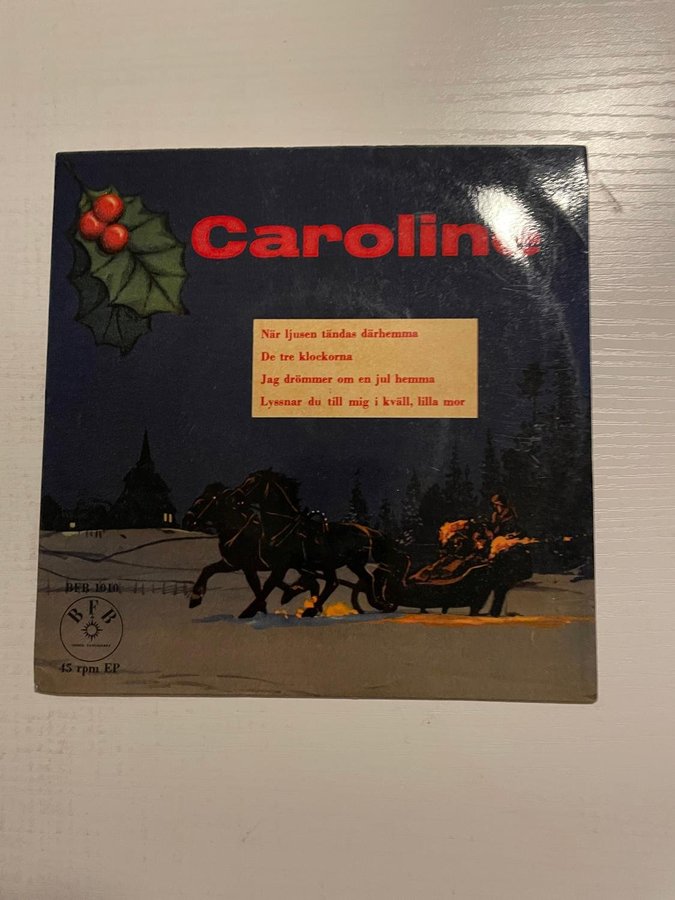 Caroline
När ljusen tändas därhemma
De tre klockorna
Jag drömmer om en jul hemma
Lyssnar du till mig i kväll, lilla mor
BFB 1010
BFB
45 rpm EP